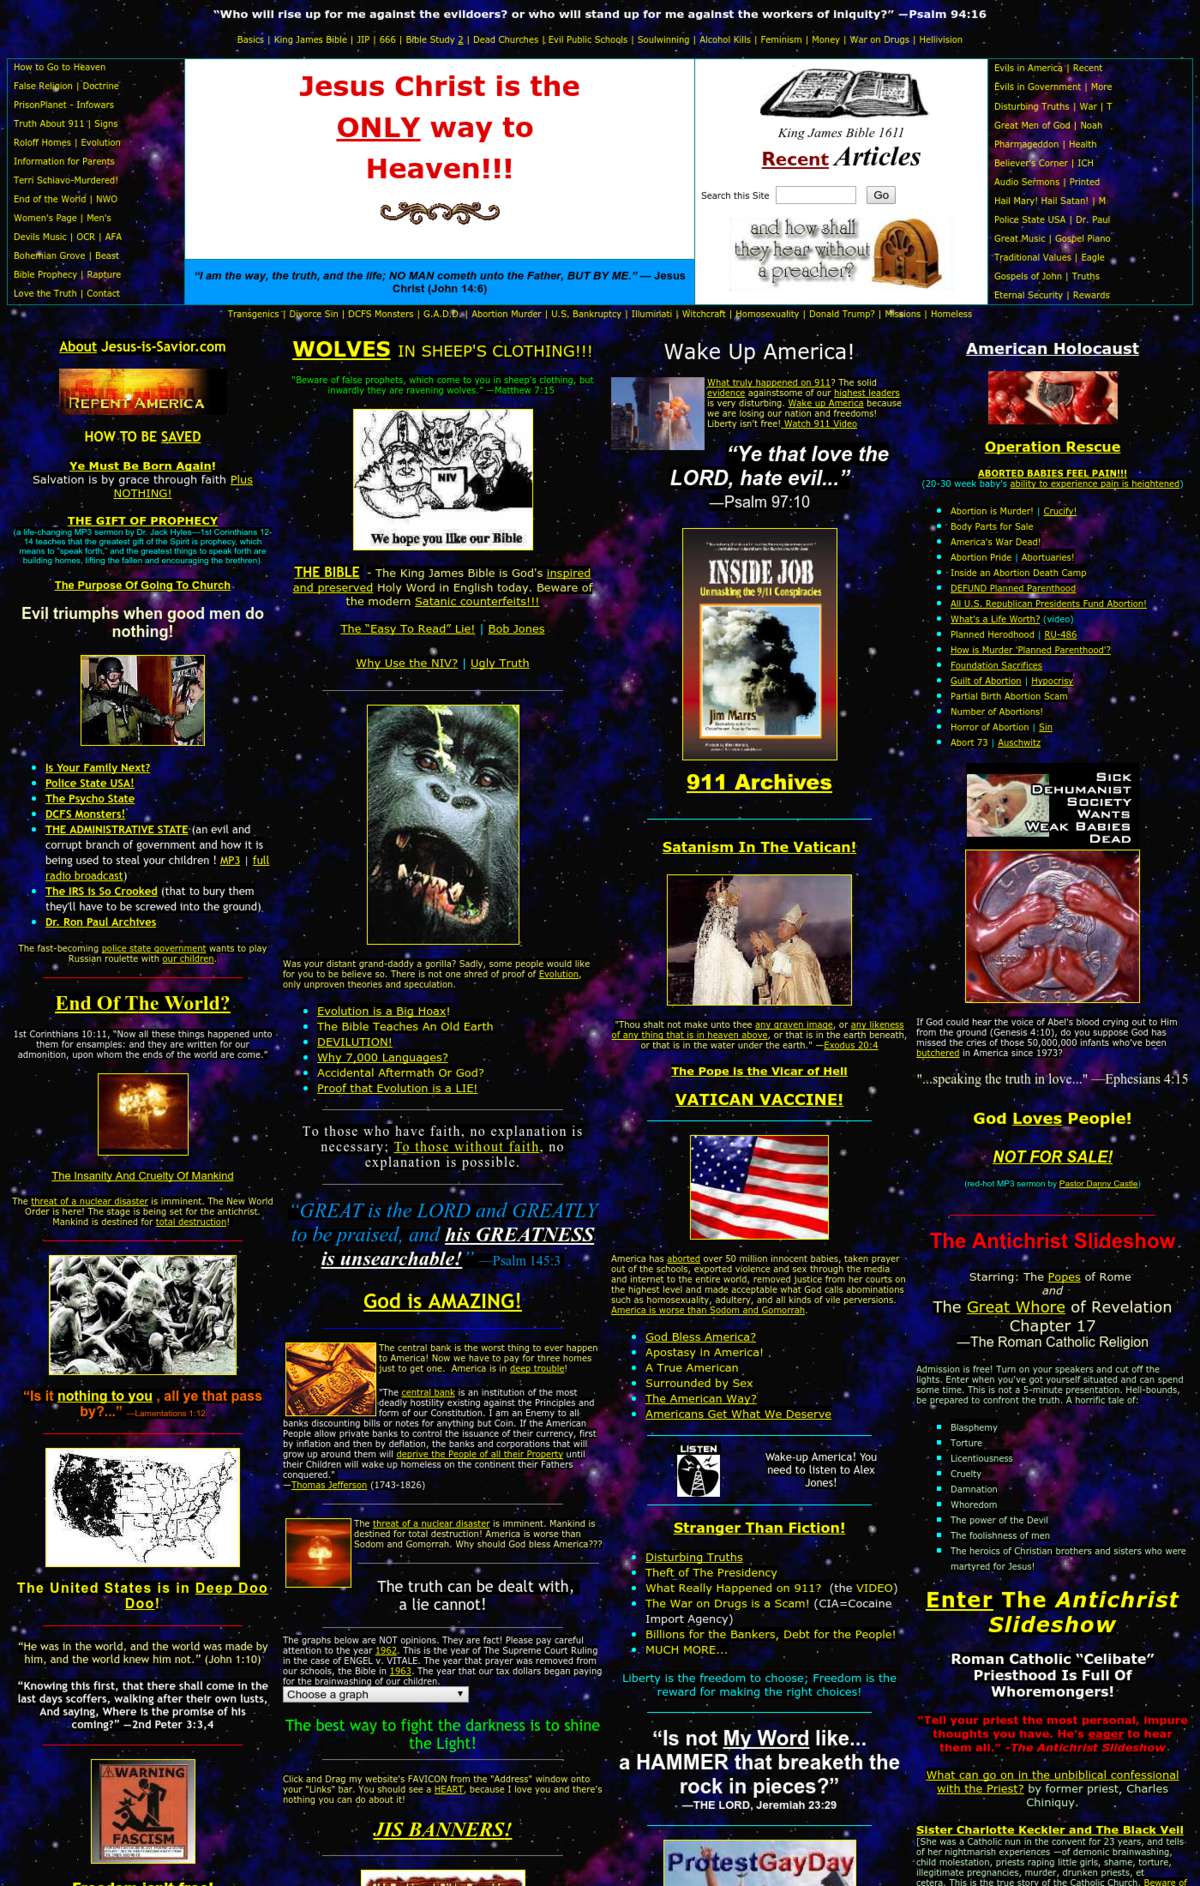 “Who will rise up for me against the evildoers? or who will stand up for me against the workers of iniquity?” —Psalm 94:16
Basics | King James Bible | JIP | 666 | Bible Study 2 | Dead Churches | Evil Public Schools | Soulwinning | Alcohol Kills | Feminism | Money | War on Drugs | Hellivision
How to Go to Heaven
False Religion | Doctrine
PrisonPlanet - Infowars
Truth About 911 | Signs
Roloff Homes | Evolution
Information for Parents
Terri Schiavo-Murdered!
End of the World | NWO
Women's Page | Men's
Devils Music | OCR | AFA
Bohemian Grove | Beast
Bible Prophecy | Rapture
Love the Truth | Contact
Jesus Christ is the
ONLY way to
Heaven!!!
“I am the way, the truth, and the life; NO MAN cometh unto the Father, BUT BY ME.” — Jesus
Christ (John 14:6)
King James Bible 1611
Recent Articles
Search this Site
Go
and how shall
they hear without
a preacher?
Evils in America | Recent
Evils in Government | More
Disturbing Truths | War | T
Great Men of God | Noah
Pharmageddon | Health
Believer's Corner | ICH
Audio Sermons | Printed
Hail Mary! Hail Satan! | M
Police State USA | Dr. Paul
Great Music | Gospel Piano
Traditional Values | Eagle
Gospels of John | Truths
Eternal Security | Rewards
Transgenics | Divorce Sin | DCFS Monsters | G.A.D.D. | Abortion Murder | U.S. Bankruptcy | Illuminati | Witchcraft | Homosexuality | Donald Trump? | Missions | Homeless
About Jesus-is-Savior.com
REPENT AMERICA
HOW TO BE SAVED
Ye Must Be Born Again!
Salvation is by grace through faith Plus
NOTHING!
THE GIFT OF PROPHECY
(a life-changing MP3 sermon by Dr. Jack Hyles—1st Corinthians 12-
14 teaches that the greatest gift of the Spirit is prophecy, which
means to "speak forth," and the greatest things to speak forth are
building homes, lifting the fallen and encouraging the brethren).
The Purpose Of Going To Church
Evil triumphs when good men do
nothing!
Is Your Family Next?
Police State USA!
The Psycho State
DCFS Monsters!
THE ADMINISTRATIVE STATE (an evil and
corrupt branch of government and how it is
being used to steal your children ! MP3 | full
radio broadcast)
The IRS is So Crooked (that to bury them
they'll have to be screwed into the ground)
Dr. Ron Paul Archives
The fast-becoming police state government wants to play
Russian roulette with our children.
End Of The World?
1st Corinthians 10:11, "Now all these things happened unto
them for ensamples: and they are written for our
admonition, upon whom the ends of the world are come."
The Insanity And Cruelty Of Mankind
The threat of a nuclear disaster is imminent. The New World
Order is here! The stage is being set for the antichrist.
Mankind is destined for total destruction!
“Is it nothing to you , all ye that pass
by?...” —Lamentations 1:12
The United States is in Deep Doo
Doo!
“He was in the world, and the world was made by
him, and the world knew him not.” (John 1:10)
“Knowing this first, that there shall come in the
last days scoffers, walking after their own lusts,
And saying, Where is the promise of his
coming?” —2nd Peter 3:3,4
WARNING
FASCISM
Freedom isn't free!
WOLVES IN SHEEP'S CLOTHING!!!
"Beware of false prophets, which come to you in sheep's clothing, but
inwardly they are ravening wolves." —Matthew 7:15
NIV
We hope you like our Bible
THE BIBLE - The King James Bible is God's inspired
and preserved Holy Word in English today. Beware of
the modern Satanic counterfeits!!!
The “Easy To Read” Lie! | Bob Jones
Why Use the NIV? | Ugly Truth
Was your distant grand-daddy a gorilla? Sadly, some people would like
for you to be believe so. There is not one shred of proof of Evolution,
only unproven theories and speculation.
Evolution is a Big Hoax!
The Bible Teaches An Old Earth
DEVILUTION!
Why 7,000 Languages?
Accidental Aftermath Or God?
Proof that Evolution is a LIE!
To those who have faith, no explanation is
necessary; To those without faith, no
explanation is possible.
“GREAT is the LORD and GREATLY
to be praised, and his GREATNESS
is unsearchable!” —Psalm 145:3
God is AMAZING!
The central bank is the worst thing to ever happen
to America! Now we have to pay for three homes
just to get one. America is in deep trouble!
"The central bank is an institution of the most
deadly hostility existing against the Principles and
form of our Constitution. I am an Enemy to all
banks discounting bills or notes for anything but Coin. If the American
People allow private banks to control the issuance of their currency, first
by inflation and then by deflation, the banks and corporations that will
grow up around them will deprive the People of all their Property until
their Children will wake up homeless on the continent their Fathers
conquered."
—Thomas Jefferson (1743-1826)
The threat of a nuclear disaster is imminent. Mankind is
destined for total destruction! America is worse than
Sodom and Gomorrah. Why should God bless America???
The truth can be dealt with,
a lie cannot!
The graphs below are NOT opinions. They are fact! Please pay careful
attention to the year 1962. This is the year of The Supreme Court Ruling
in the case of ENGEL v. VITALE. The year that prayer was removed from
our schools, the Bible in 1963. The year that our tax dollars began paying
for the brainwashing of our children.
Choose a graph
The best way to fight the darkness is to shine
the Light!
Click and Drag my website's FAVICON from the "Address" window onto
your "Links" bar. You should see a HEART, because I love you and there's
nothing you can do about it!
JIS BANNERS!
Wake Up America!
What truly happened on 911? The solid
evidence againstsome of our highest leaders
is very disturbing. Wake up America because
we are losing our nation and freedoms!
Liberty isn't free! Watch 911 Video
“Ye that love the
LORD, hate evil...”
—Psalm 97:10
INSIDE JOB
Unmasking the 9/11 Conspiracies
Jim Marrs
911 Archives
Satanism In The Vatican!
"Thou shalt not make unto thee any graven image, or any likeness
of any thing that is in heaven above, or that is in the earth beneath,
or that is in the water under the earth." —Exodus 20:4
The Pope is the Vicar of Hell
VATICAN VACCINE!
America has aborted over 50 million innocent babies, taken prayer
out of the schools, exported violence and sex through the media
and internet to the entire world, removed justice from her courts on
the highest level and made acceptable what God calls abominations
such as homosexuality, adultery, and all kinds of vile perversions.
America is worse than Sodom and Gomorrah.
God Bless America?
Apostasy in America!
A True American
Surrounded by Sex
The American Way?
Americans Get What We Deserve
LISTEN
Wake-up America! You
need to listen to Alex
Jones!
Stranger Than Fiction!
Disturbing Truths
Theft of The Presidency
What Really Happened on 911? (the VIDEO)
The War on Drugs is a Scam! (CIA=Cocaine
Import Agency)
Billions for the Bankers, Debt for the People!
MUCH MORE...
Liberty is the freedom to choose; Freedom is the
reward for making the right choices!
“Is not My Word like...
a HAMMER that breaketh the
rock in pieces?”
—THE LORD, Jeremiah 23:29
ProtestGayDay
American Holocaust
Operation Rescue
ABORTED BABIES FEEL PAIN!!!
(20-30 week baby's ability to experience pain is heightened)
Abortion is Murder! | Crucify!
Body Parts for Sale
America's War Dead!
Abortion Pride | Abortuaries!
Inside an Abortion Death Camp
DEFUND Planned Parenthood
All U.S. Republican Presidents Fund Abortion!
What's a Life Worth? (video)
Planned Herodhood | RU-486
How is Murder 'Planned Parenthood'?
Foundation Sacrifices
Guilt of Abortion | Hypocrisy
Partial Birth Abortion Scam
Number of Abortions!
Horror of Abortion | Sin
Abort 73 | Auschwitz
SICK
DEHUMANIST
SOCIETY
WANTS
WEAK BABIES
DEAD
If God could hear the voice of Abel's blood crying out to Him
from the ground (Genesis 4:10), do you suppose God has
missed the cries of those 50,000,000 infants who've been
butchered in America since 1973?
"...speaking the truth in love..." —Ephesians 4:15
God Loves People!
NOT FOR SALE!
(red-hot MP3 sermon by Pastor Danny Castle)
The Antichrist Slideshow
Starring: The Popes of Rome
and
The Great Whore of Revelation
Chapter 17
—The Roman Catholic Religion
Admission is free! Turn on your speakers and cut off the
lights. Enter when you've got yourself situated and can spend
some time. This is not a 5-minute presentation. Hell-bounds,
be prepared to confront the truth. A horrific tale of:
Blasphemy
Torture
Licentiousness
Cruelty
Damnation
Whoredom
The power of the Devil
The foolishness of men
The heroics of Christian brothers and sisters who were
martyred for Jesus!
Enter The Antichrist
Slideshow
Roman Catholic “Celibate”
Priesthood Is Full Of
Whoremongers!
"Tell your priest the most personal, impure
thoughts you have. He's eager to hear
them all." -The Antichrist Slideshow
What can go on in the unbiblical confessional
with the Priest? by former priest, Charles
Chiniquy.
Sister Charlotte Keckler and The Black Veil
[She was a Catholic nun in the convent for 23 years, and tells
of her nightmarish experiences —of demonic brainwashing,
child molestation, priests raping little girls, shame, torture,
illegitimate pregnancies, murder, drunken priests, et
cetera. This is the true story of the Catholic Church. Beware of